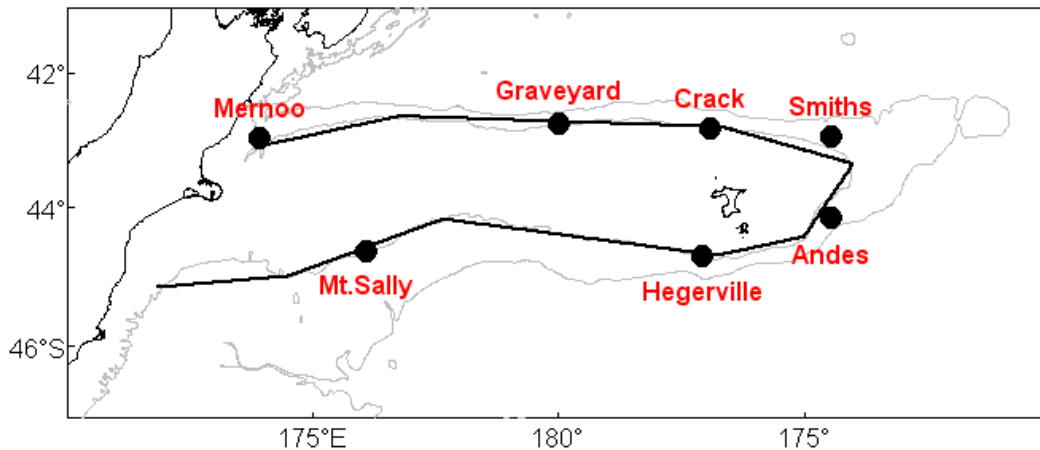 42°
Graveyard
Crack
Smiths
Mernoo
44°
Andes
Mt.Sally
Hegerville
46°S
175°E
180°
175°